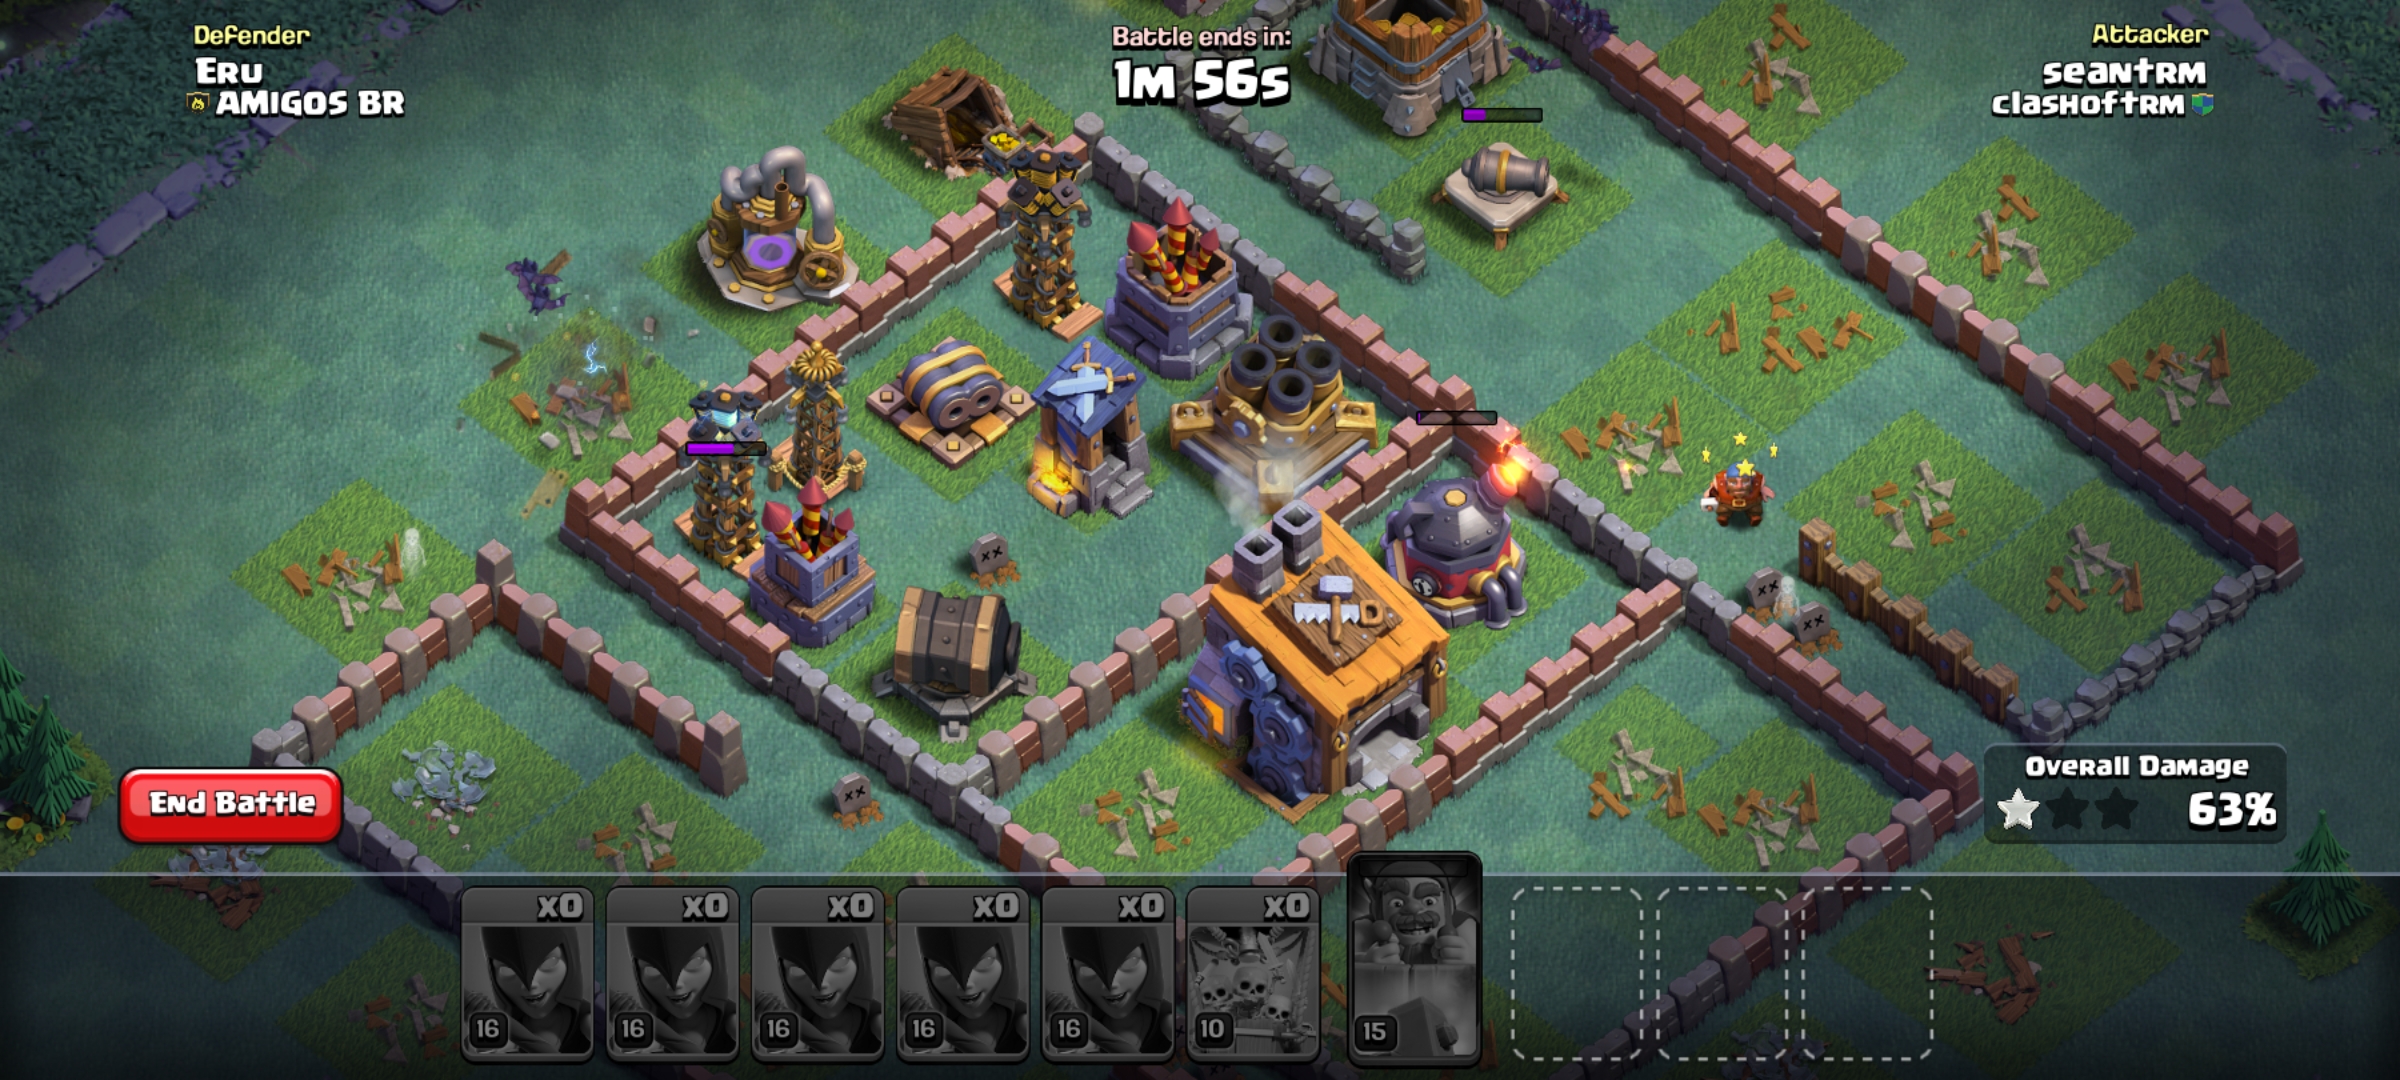 Defender
Eru
AMIGOS BR
Battle ends in:
1M 56s
Attacker
seantrm
clashoftrm
End Battle
Overall Damage
63%
x0
x0
x0
x0
x0
x0
16
16
16
16
16
10
15